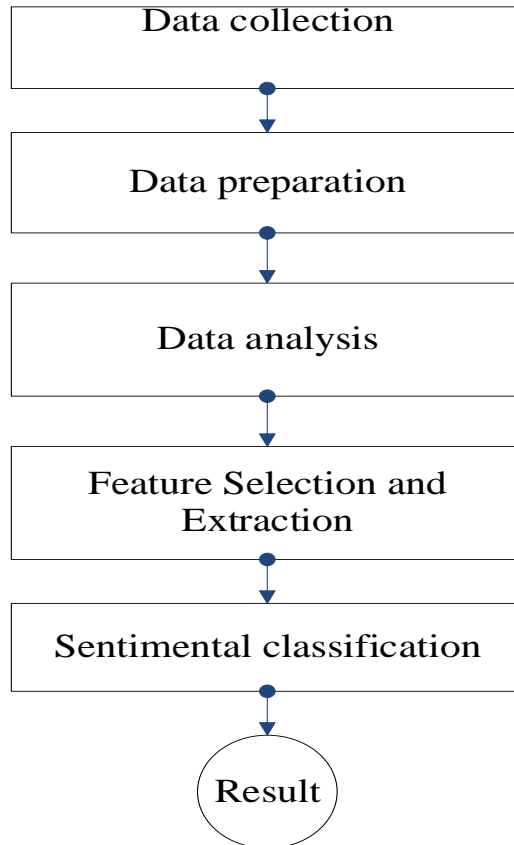 Data collection
Data preparation
Data analysis
Feature Selection and
Extraction
Sentimental classification
Result